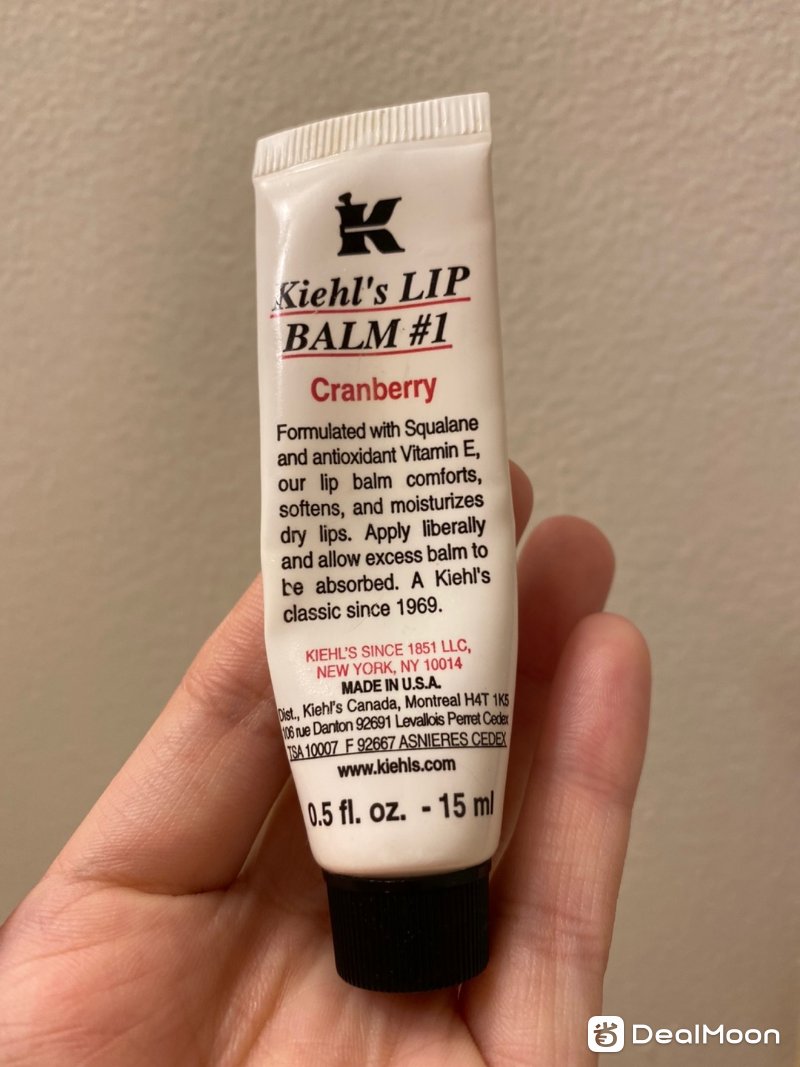 K
Kiehl's LIP
BALM #1
Cranberry
Formulated with Squalane
and antioxidant Vitamin E,
our lip balm comforts,
softens, and moisturizes
dry lips. Apply liberally
and allow excess balm to
be absorbed. A Kiehl's
classic since 1969.
KIEHL'S SINCE 1851 LLC,
NEW YORK, NY 10014
MADE IN U.S.A.
Dist., Kiehl's Canada, Montreal H4T 1K5
106 rue Danton 92691 Levallois Perret Cedex
TSA 10007 F 92667 ASNIERES CEDEX
www.kiehls.com
0.5 fl. oz. - 15 ml
DealMoon